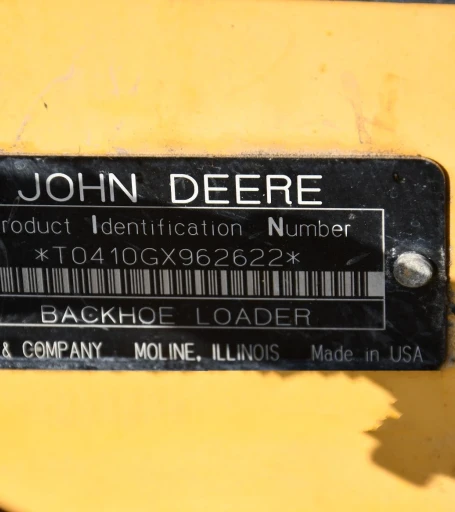 JOHN DEERE
roduct Identification Number
*T0410GX962622*
BACKHOE LOADER
& COMPANY MOLINE, ILLINOIS Made in USA